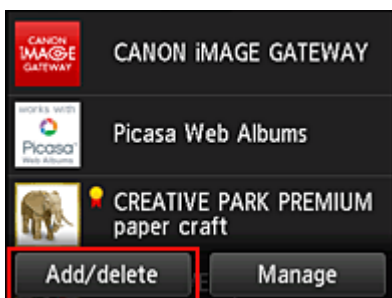 CANON
iMAGE
GATEWAY
CANON iMAGE GATEWAY
works with
Picasa
Web Albums
Picasa Web Albums
CREATIVE PARK PREMIUM
paper craft
Add/delete
Manage